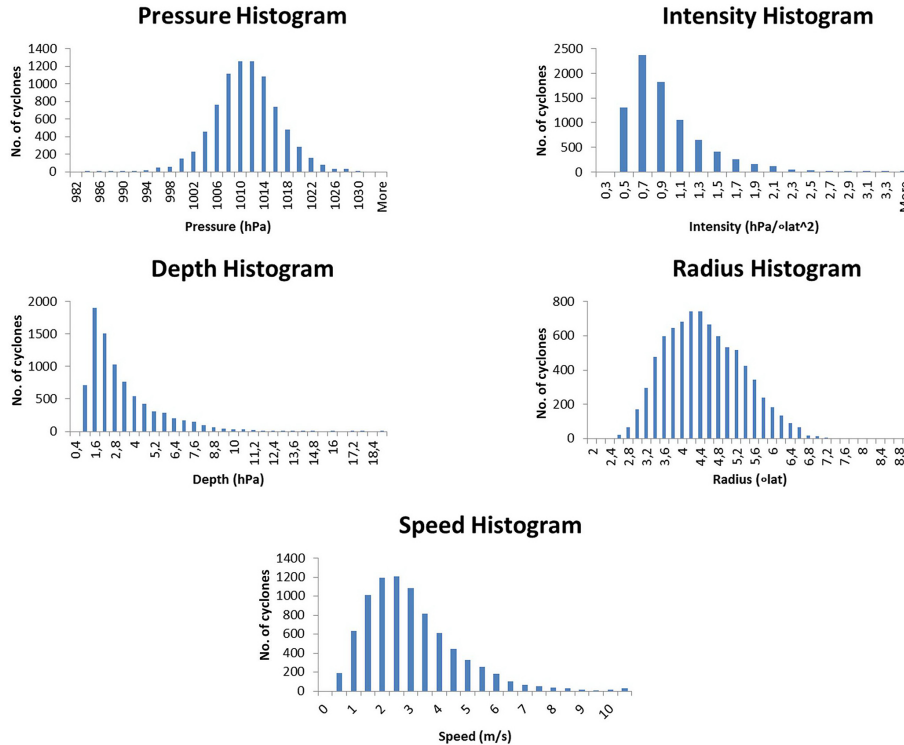 Pressure Histogram
No. of cyclones
1400
1200
1000
800
600
400
200
0
982 986 990 994 998 1002 1006 1010 1014 1018 1022 1026 1030 More
Pressure (hPa)
Intensity Histogram
No. of cyclones
2500
2000
1500
1000
500
0
0,3 0,5 0,7 0,9 1,1 1,3 1,5 1,7 1,9 2,1 2,3 2,5 2,7 2,9 3,1 3,3 More
Intensity (hPa/∘lat^2)
Depth Histogram
No. of cyclones
2000
1500
1000
500
0
0,4 1,6 2,8 4 5,2 6,4 7,6 8,8 10 11,2 12,4 13,6 14,8 16 17,2 18,4
Depth (hPa)
Radius Histogram
No. of cyclones
800
600
400
200
0
2 2,4 2,8 3,2 3,6 4 4,4 4,8 5,2 5,6 6 6,4 6,8 7,2 7,6 8 8,4 8,8
Radius (∘lat)
Speed Histogram
No. of cyclones
1400
1200
1000
800
600
400
200
0
0 1 2 3 4 5 6 7 8 9 10
Speed (m/s)